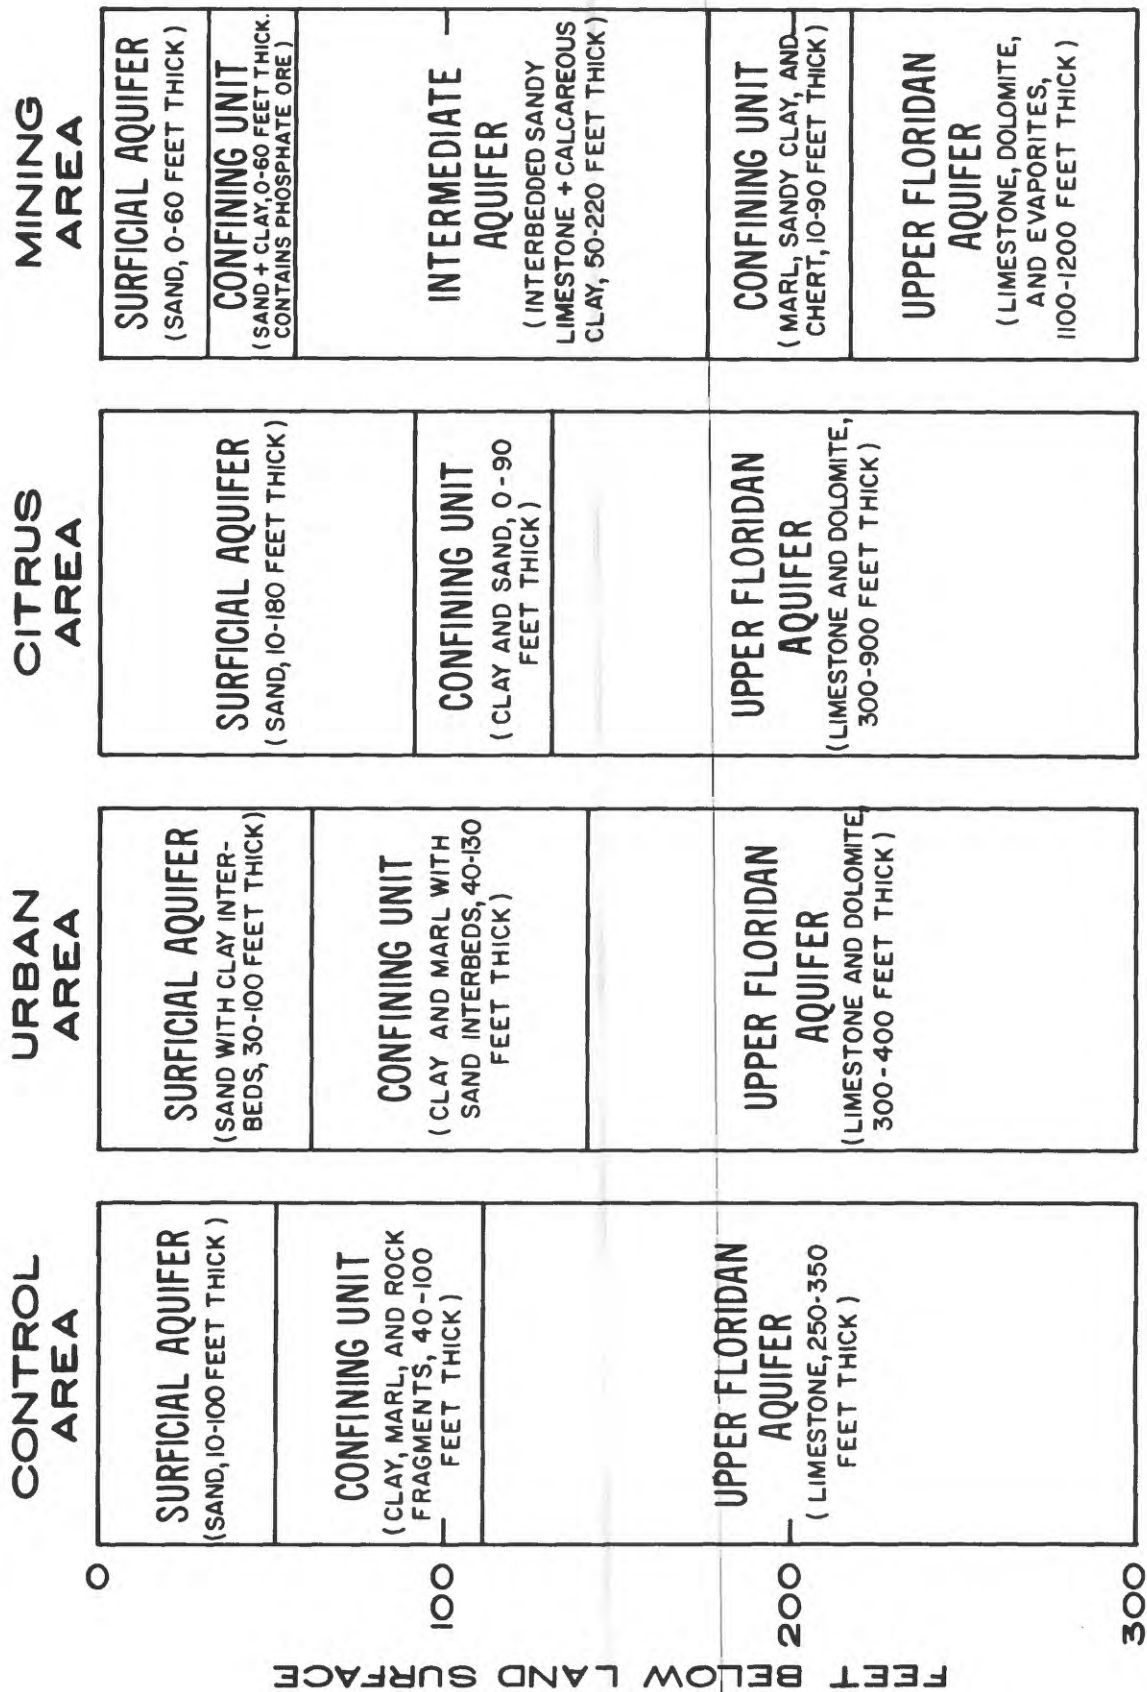 CONTROL
AREA
URBAN
AREA
CITRUS
AREA
MINING
AREA
FEET BELOW LAND SURFACE
0
100
200
300
SURFICIAL AQUIFER
(SAND, 10-100 FEET THICK)
CONFINING UNIT
(CLAY, MARL, AND ROCK
FRAGMENTS, 40-100
FEET THICK)
UPPER FLORIDAN
AQUIFER
(LIMESTONE, 250-350
FEET THICK)
SURFICIAL AQUIFER
(SAND WITH CLAY INTER-
BEDS, 30-100 FEET THICK)
CONFINING UNIT
(CLAY AND MARL WITH
SAND INTERBEDS, 40-130
FEET THICK)
UPPER FLORIDAN
AQUIFER
(LIMESTONE AND DOLOMITE,
300-400 FEET THICK)
SURFICIAL AQUIFER
(SAND, 10-180 FEET THICK)
CONFINING UNIT
(CLAY AND SAND, 0-90
FEET THICK)
UPPER FLORIDAN
AQUIFER
(LIMESTONE AND DOLOMITE,
300-900 FEET THICK)
SURFICIAL AQUIFER
(SAND, 0-60 FEET THICK)
CONFINING UNIT
(SAND + CLAY, 0-60 FEET THICK.
CONTAINS PHOSPHATE ORE)
INTERMEDIATE
AQUIFER
(INTERBEDDED SANDY
LIMESTONE + CALCAREOUS
CLAY, 50-220 FEET THICK)
CONFINING UNIT
(MARL, SANDY CLAY, AND
CHERT, 10-90 FEET THICK)
UPPER FLORIDAN
AQUIFER
(LIMESTONE, DOLOMITE,
AND EVAPORITES,
1100-1200 FEET THICK)